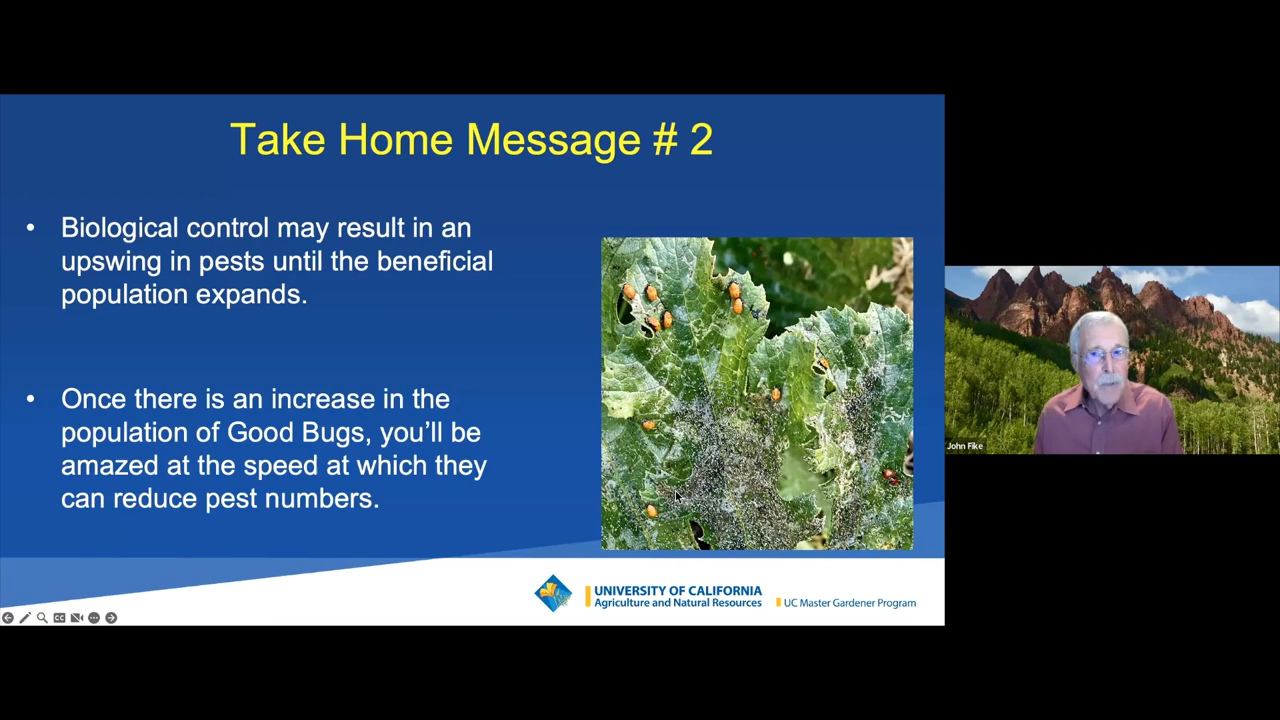 Take Home Message # 2
• Biological control may result in an
upswing in pests until the beneficial
population expands.
• Once there is an increase in the
population of Good Bugs, you’ll be
amazed at the speed at which they
can reduce pest numbers.
John Fike
UNIVERSITY OF CALIFORNIA
Agriculture and Natural Resources
UC Master Gardener Program
CC